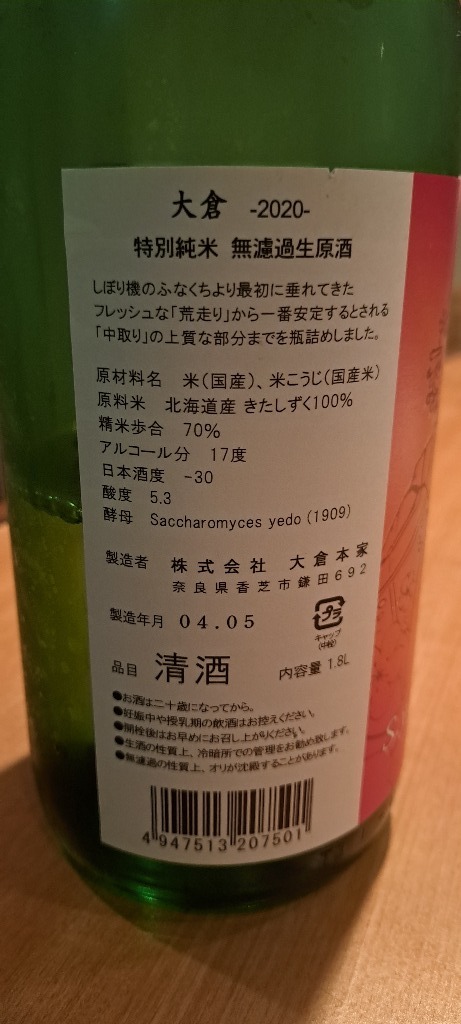 大倉 -2020-
特別純米 無濾過生原酒
しぼり機のふなくちより最初に垂れてきた
フレッシュな「荒走り」から一番安定するとされる
「中取り」の上質な部分までを瓶詰めしました。
原材料名 米(国産)、米こうじ(国産米)
原料米 北海道産 きたしずく100%
精米歩合 70%
アルコール分 17度
日本酒度 -30
酸度 5.3
酵母 Saccharomyces yedo (1909)
製造者 株式会社 大倉本家
奈良県香芝市鎌田692
製造年月 04.05
プラ
キャップ
(中栓)
品目 清酒 内容量 1.8L
●お酒は二十歳になってから。
●妊娠中や授乳期の飲酒はお控えください。
●開栓後はお早めにお召し上がりください。
●生酒の性質上、冷暗所での管理をお勧め致します。
●無濾過の性質上、オリが沈殿することがあります。
4 947513 207501